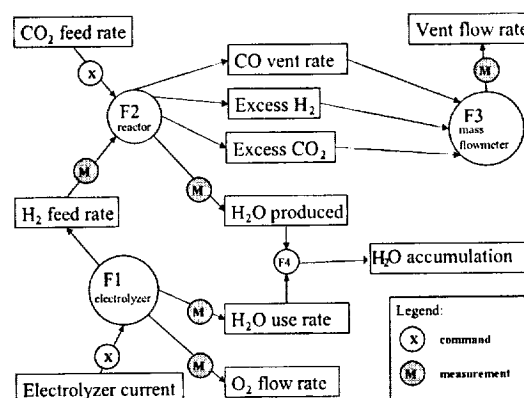 CO₂ feed rate
Vent flow rate
X
M
CO vent rate
F2
reactor
Excess H₂
F3
mass
flowmeter
Excess CO₂
M
M
H₂ feed rate
H₂O produced
F4
H₂O accumulation
F1
electrolyzer
M
H₂O use rate
Legend:
X command
M measurement
X
M
Electrolyzer current
O₂ flow rate